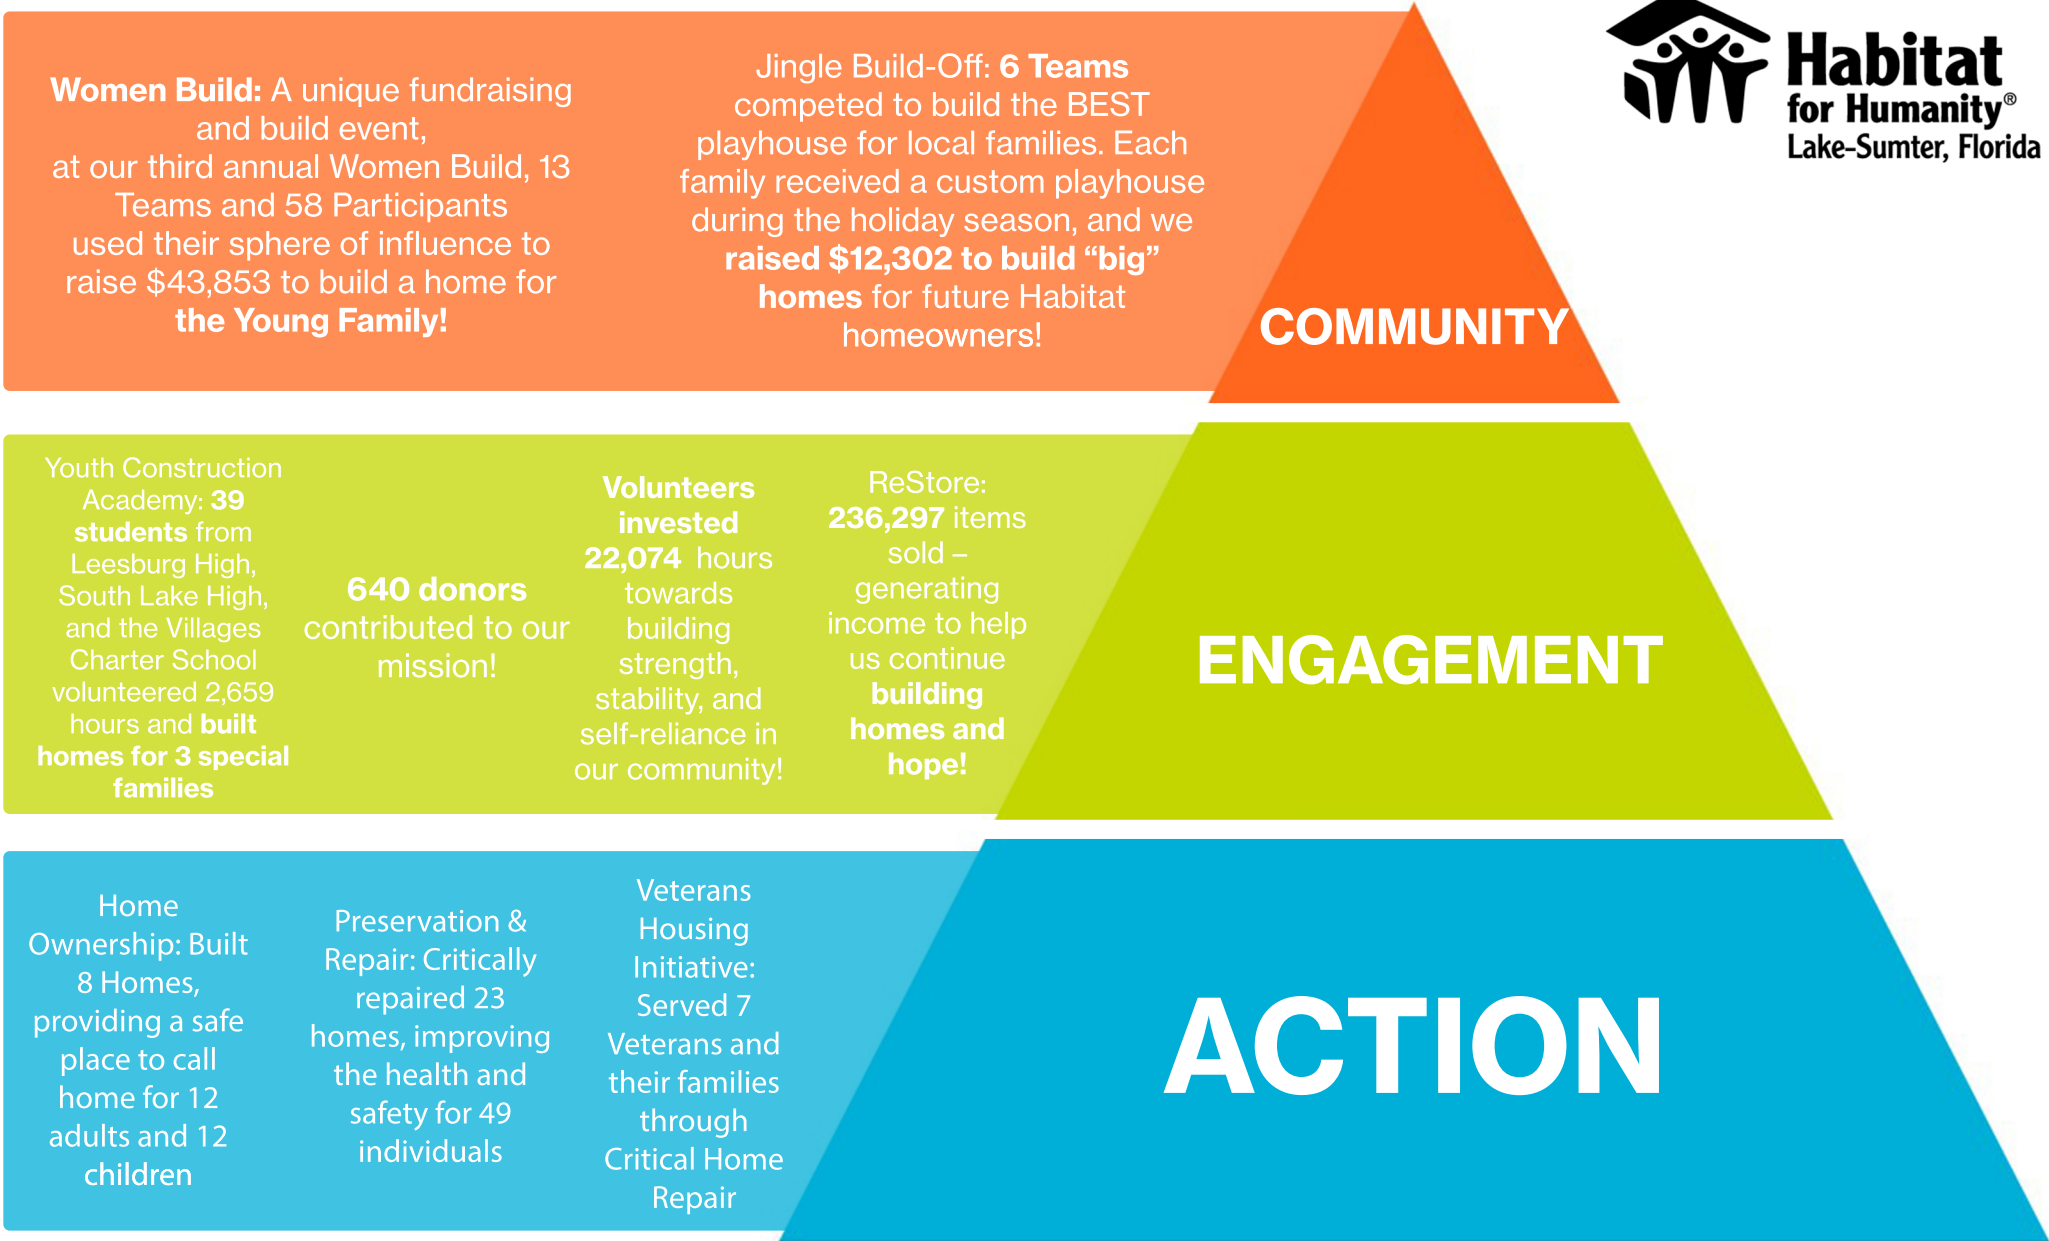 Habitat
for Humanity®
Lake-Sumter, Florida
Women Build: A unique fundraising
and build event,
at our third annual Women Build, 13
Teams and 58 Participants
used their sphere of influence to
raise $43,853 to build a home for
the Young Family!
Jingle Build-Off: 6 Teams
competed to build the BEST
playhouse for local families. Each
family received a custom playhouse
during the holiday season, and we
raised $12,302 to build “big”
homes for future Habitat
homeowners!
COMMUNITY
Youth Construction
Academy: 39
students from
Leesburg High,
South Lake High,
and the Villages
Charter School
volunteered 2,659
hours and built
homes for 3 special
families
640 donors
contributed to our
mission!
Volunteers
invested
22,074 hours
towards
building
strength,
stability, and
self-reliance in
our community!
ReStore:
236,297 items
sold –
generating
income to help
us continue
building
homes and
hope!
ENGAGEMENT
Home
Ownership: Built
8 Homes,
providing a safe
place to call
home for 12
adults and 12
children
Preservation &
Repair: Critically
repaired 23
homes, improving
the health and
safety for 49
individuals
Veterans
Housing
Initiative:
Served 7
Veterans and
their families
through
Critical Home
Repair
ACTION